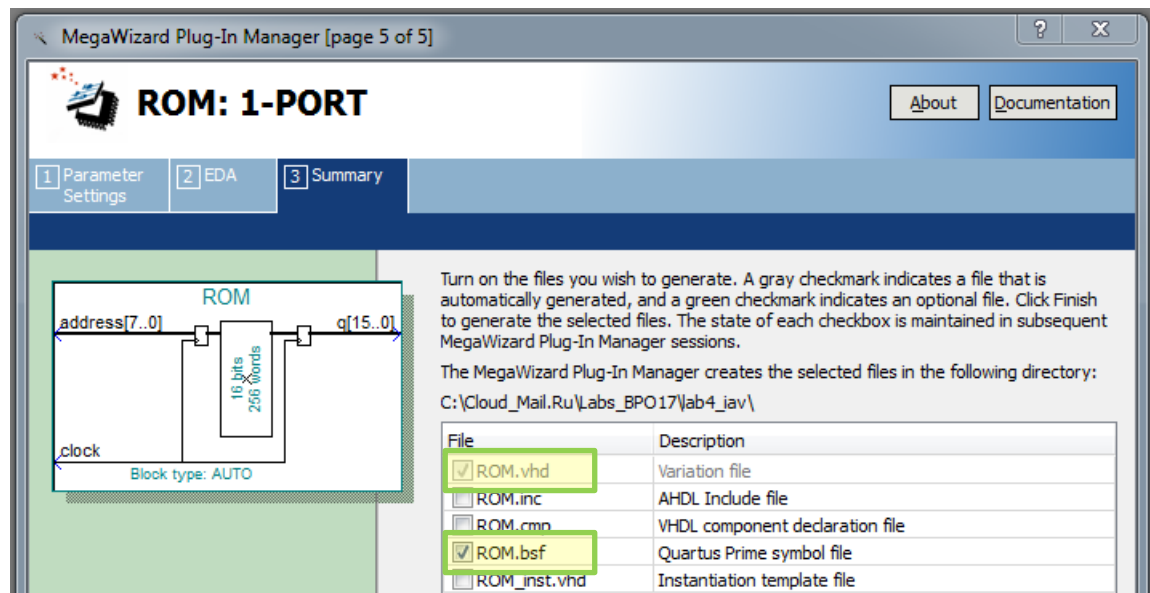 MegaWizard Plug-In Manager [page 5 of 5]
ROM: 1-PORT
About
Documentation
1 Parameter Settings
2 EDA
3 Summary
ROM
address[7..0]
q[15..0]
16 bits
256 words
clock
Block type: AUTO
Turn on the files you wish to generate. A gray checkmark indicates a file that is
automatically generated, and a green checkmark indicates an optional file. Click Finish
to generate the selected files. The state of each checkbox is maintained in subsequent
MegaWizard Plug-In Manager sessions.
The MegaWizard Plug-In Manager creates the selected files in the following directory:
C:\Cloud_Mail.Ru\Labs_BPO17\lab4_iav\
File Description
ROM.vhd Variation file
ROM.inc AHDL Include file
ROM.cmp VHDL component declaration file
ROM.bsf Quartus Prime symbol file
ROM_inst.vhd Instantiation template file